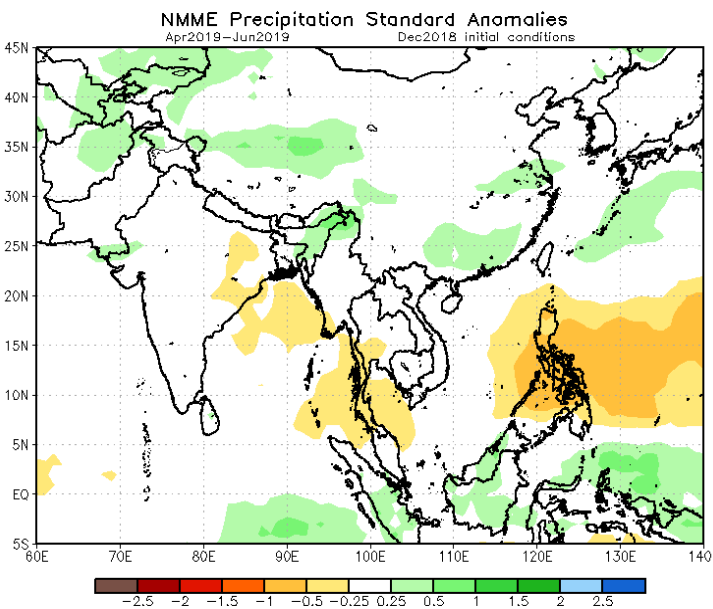 NMME Precipitation Standard Anomalies
Apr2019-Jun2019 Dec2018 initial conditions
45N
40N
35N
30N
25N
20N
15N
10N
5N
EQ
5S
60E 70E 80E 90E 100E 110E 120E 130E 140
-2.5 -2 -1.5 -1 -0.5 -0.25 0.25 0.5 1 1.5 2 2.5